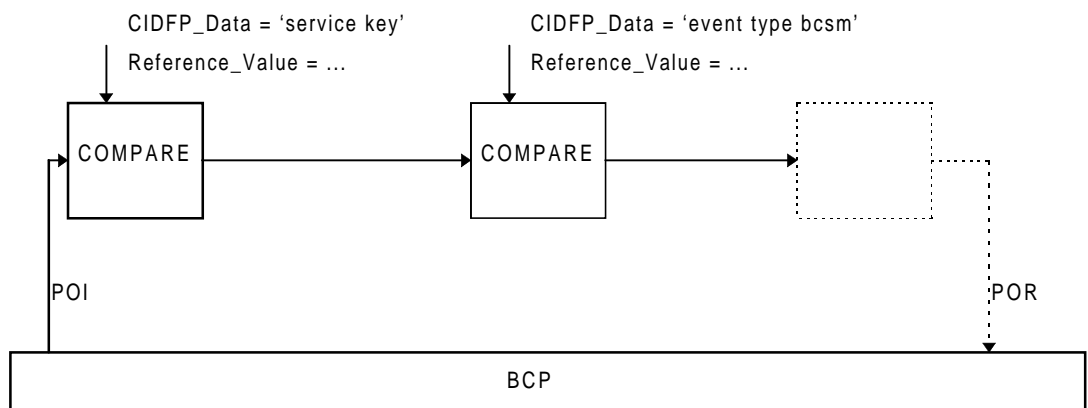 CIDFP_Data = ‘service key’
Reference_Value = ...
CIDFP_Data = ‘event type bcsm’
Reference_Value = ...
COMPARE
COMPARE
POI
POR
BCP